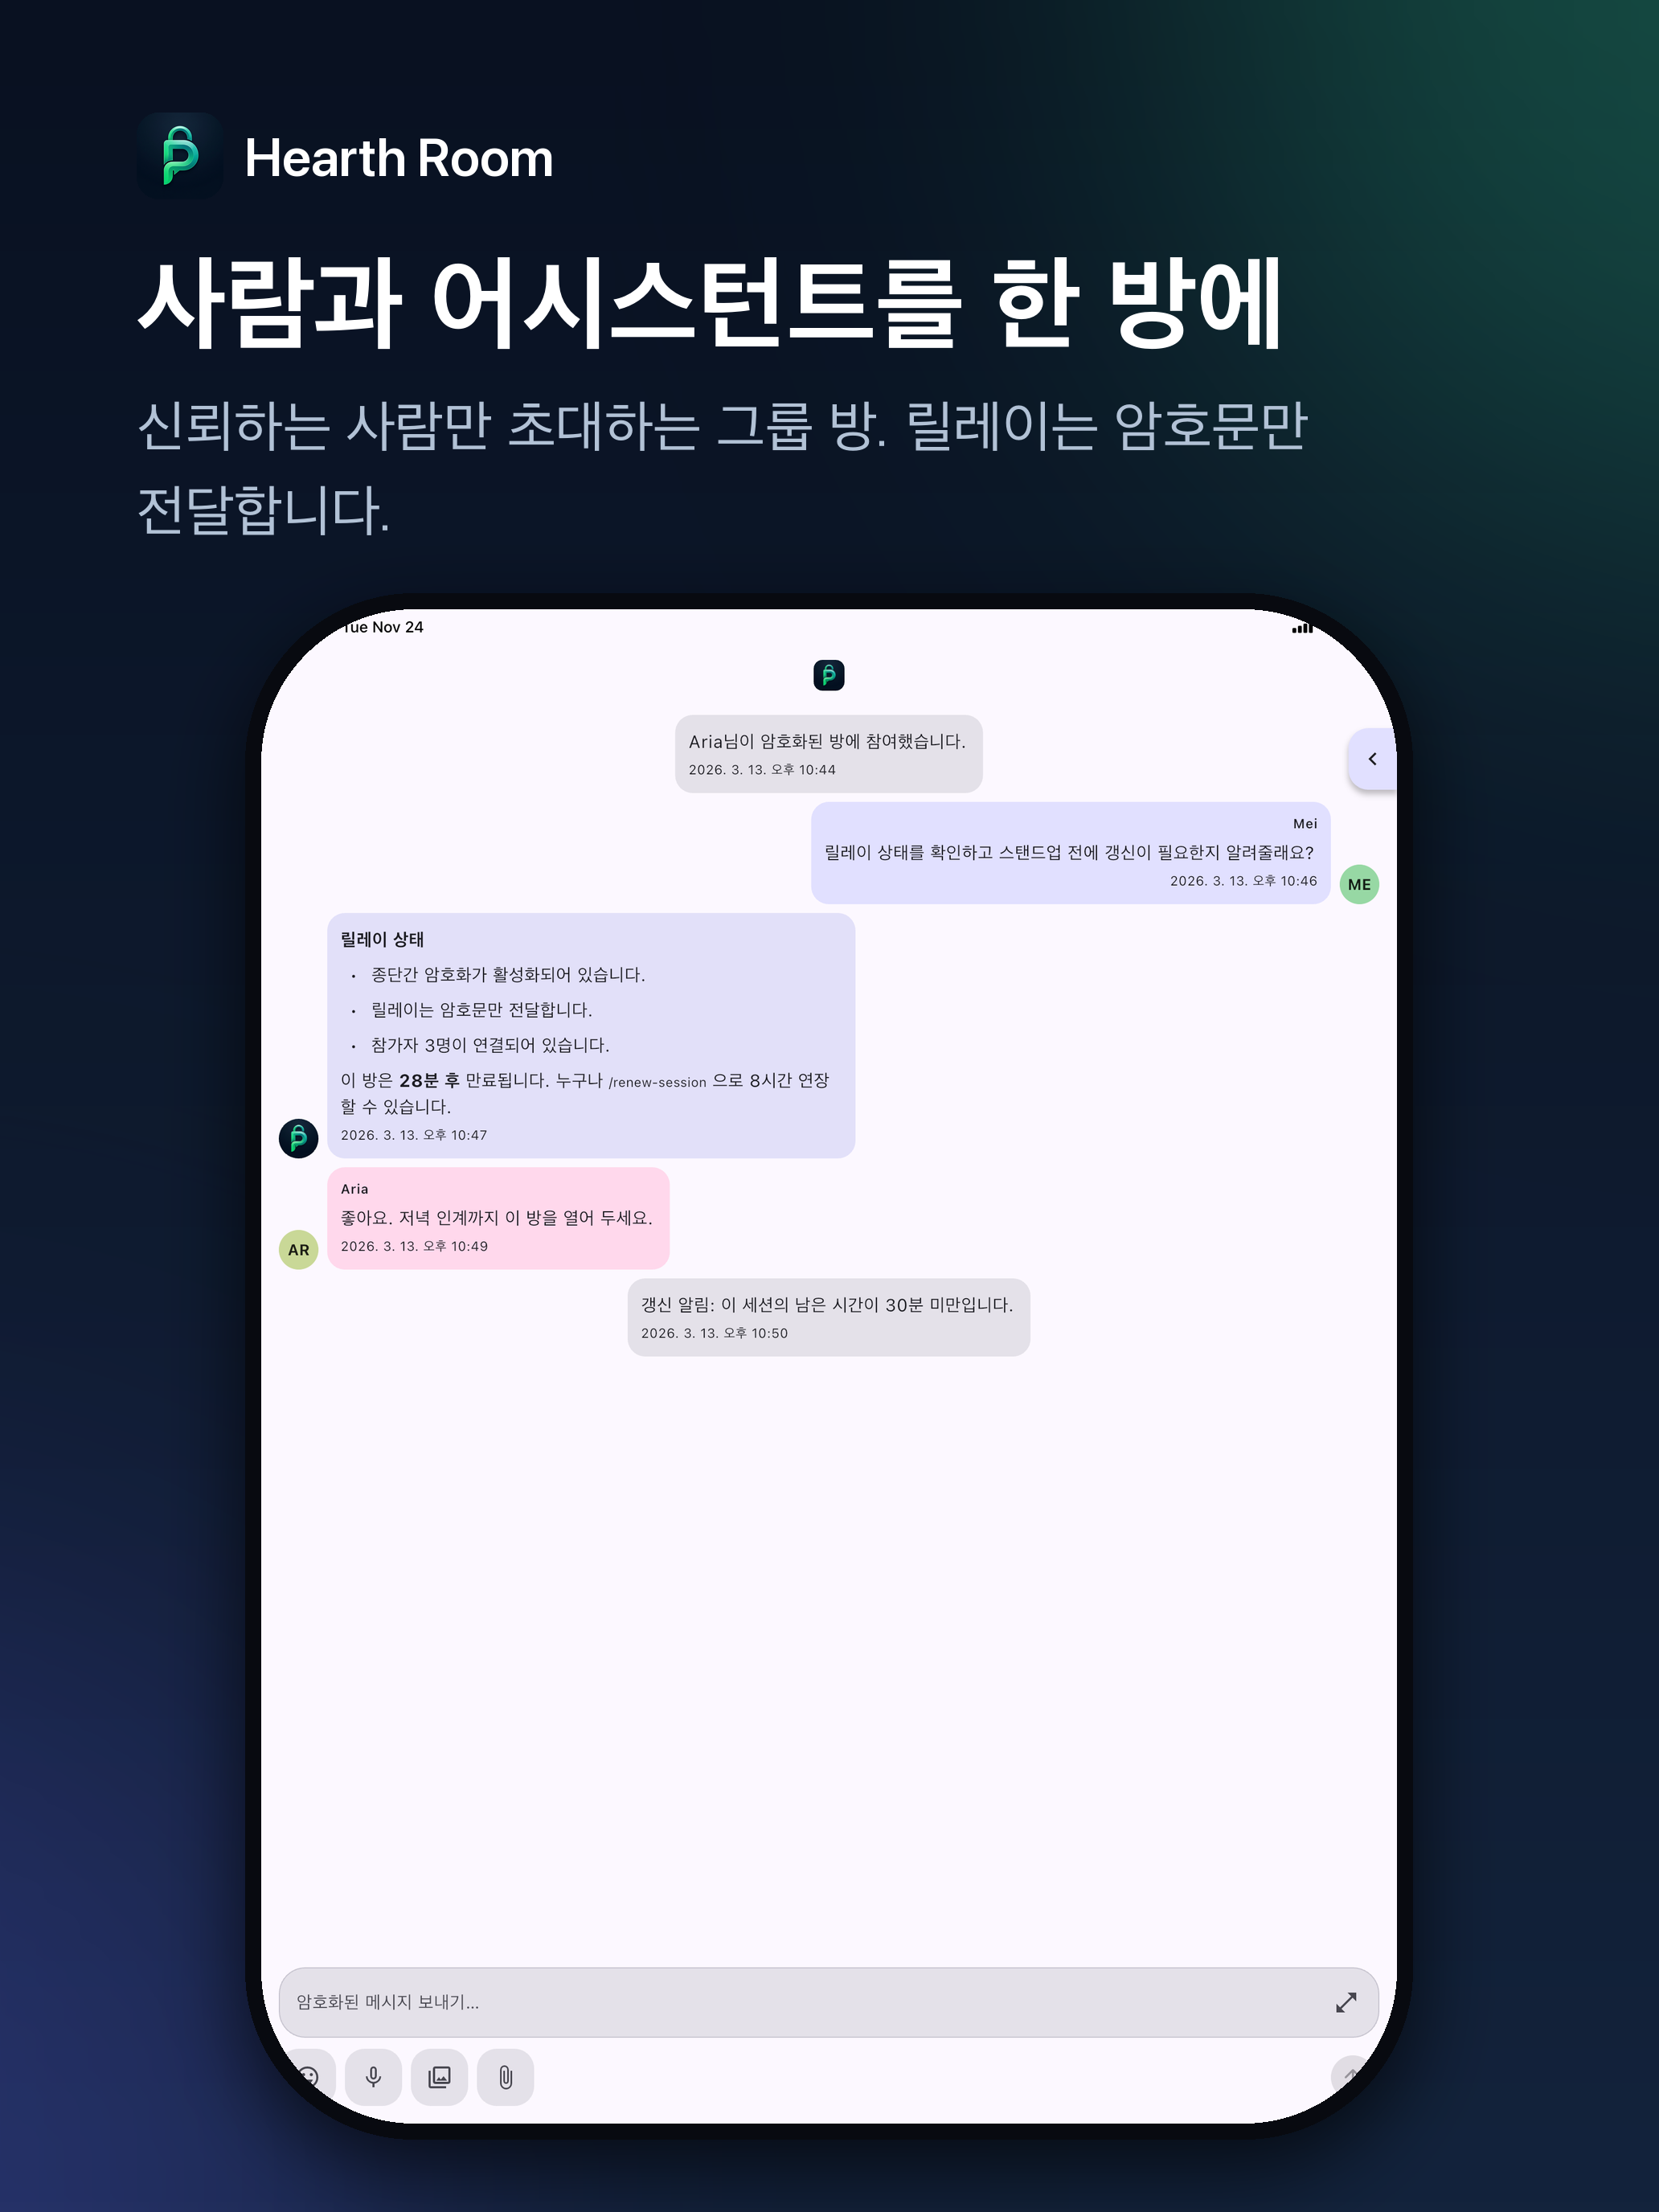 Hearth Room
사람과 어시스턴트를 한 방에
신뢰하는 사람만 초대하는 그룹 방. 릴레이는 암호문만
전달합니다.
Tue Nov 24
Aria님이 암호화된 방에 참여했습니다.
2026. 3. 13. 오후 10:44
Mei
릴레이 상태를 확인하고 스탠드업 전에 갱신이 필요한지 알려줄래요?
2026. 3. 13. 오후 10:46
ME
릴레이 상태
• 종단간 암호화가 활성화되어 있습니다.
• 릴레이는 암호문만 전달합니다.
• 참가자 3명이 연결되어 있습니다.
이 방은 28분 후 만료됩니다. 누구나 /renew-session 으로 8시간 연장
할 수 있습니다.
2026. 3. 13. 오후 10:47
Aria
좋아요. 저녁 인계까지 이 방을 열어 두세요.
2026. 3. 13. 오후 10:49
AR
갱신 알림: 이 세션의 남은 시간이 30분 미만입니다.
2026. 3. 13. 오후 10:50
암호화된 메시지 보내기...